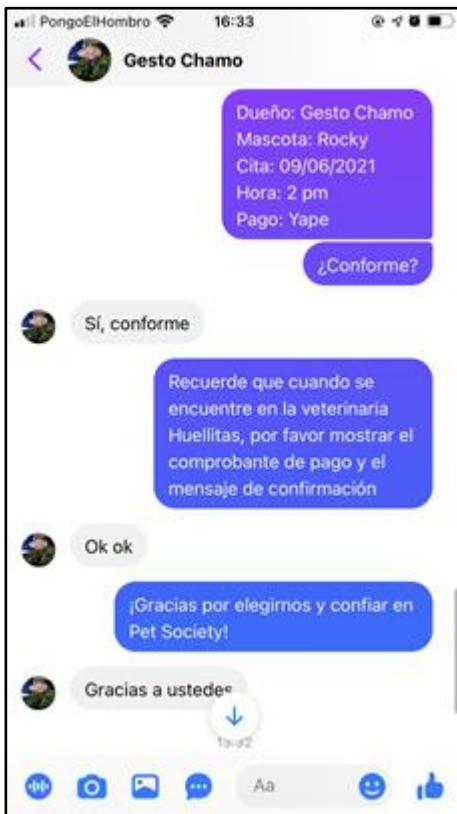 PongoElHombro 16:33
Gesto Chamo
Dueño: Gesto Chamo
Mascota: Rocky
Cita: 09/06/2021
Hora: 2 pm
Pago: Yape
¿Conforme?
Sí, conforme
Recuerde que cuando se
encuentre en la veterinaria
Huellitas, por favor mostrar el
comprobante de pago y el
mensaje de confirmación
Ok ok
¡Gracias por elegirnos y confiar en
Pet Society!
Gracias a ustedes
Aa